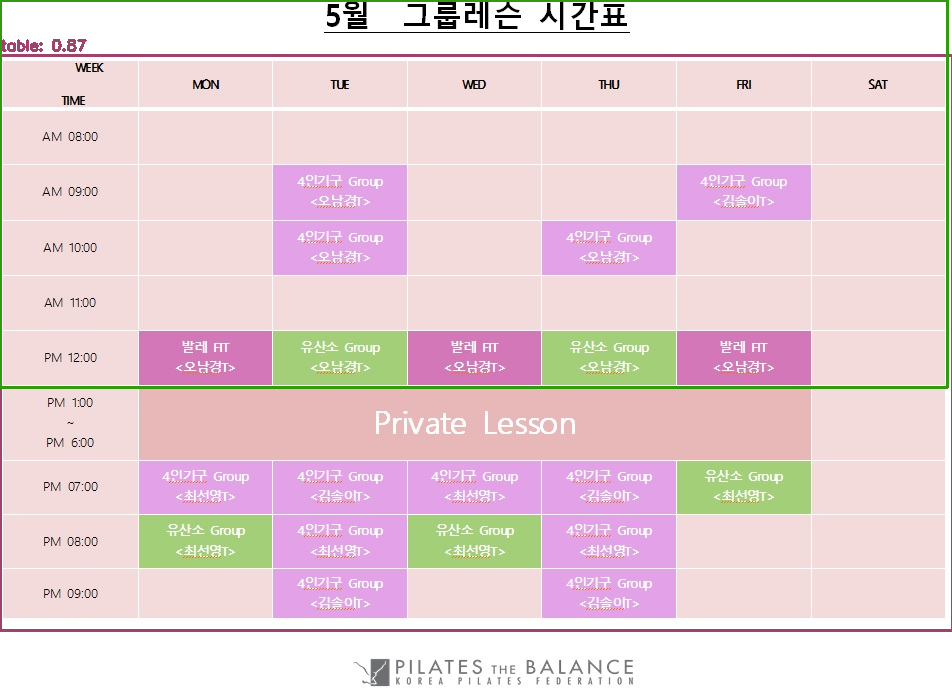 5월 그룹레슨 시간표
table: 0.87
WEEK
TIME
MON TUE WED THU FRI SAT
AM 08:00
AM 09:00
4인기구 Group 4인기구 Group
<오남경T> <김솔이T>
AM 10:00
4인기구 Group 4인기구 Group
<오남경T> <오남경T>
AM 11:00
PM 12:00
발레 FIT 유산소 Group 발레 FIT 유산소 Group 발레 FIT
<오남경T> <오남경T> <오남경T> <오남경T> <오남경T>
PM 1:00
~
PM 6:00
Private Lesson
PM 07:00
4인기구 Group 4인기구 Group 4인기구 Group 4인기구 Group 유산소 Group
<최선영T> <김솔이T> <최선영T> <김솔이T> <최선영T>
PM 08:00
유산소 Group 4인기구 Group 유산소 Group 4인기구 Group
<최선영T> <최선영T> <최선영T> <최선영T>
PM 09:00
4인기구 Group 4인기구 Group
<김솔이T> <김솔이T>
PILATES THE BALANCE
KOREA PILATES FEDERATION